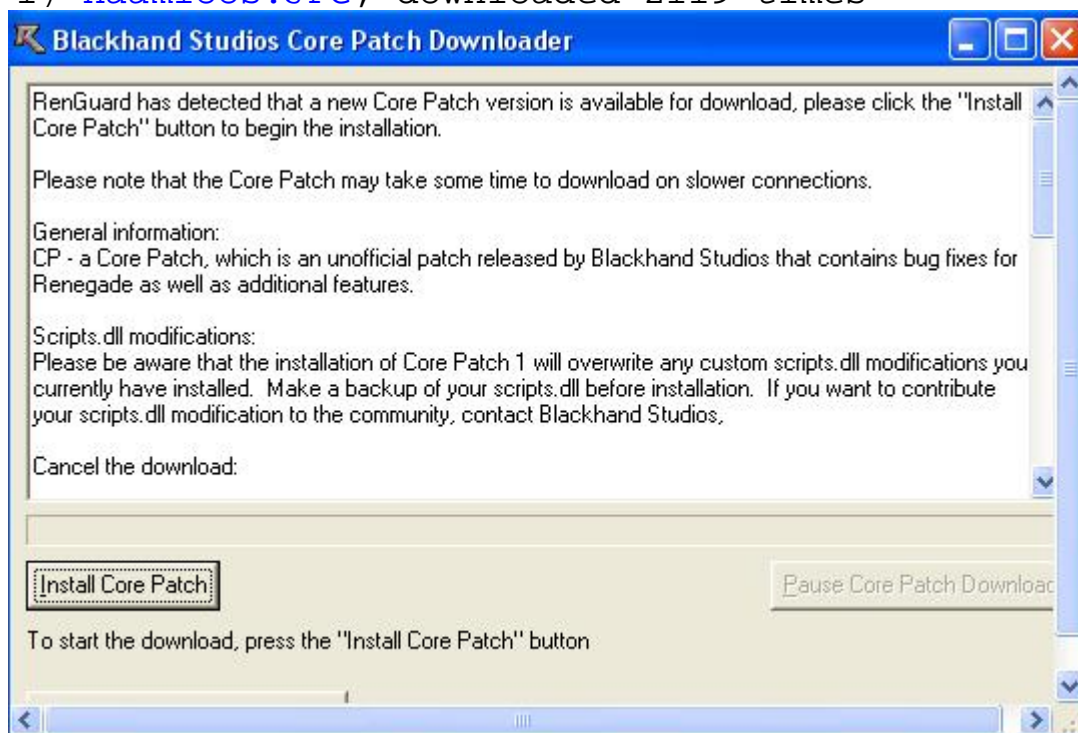 downloaded 2119 times
Blackhand Studios Core Patch Downloader
RenGuard has detected that a new Core Patch version is available for download, please click the "Install
Core Patch" button to begin the installation.
Please note that the Core Patch may take some time to download on slower connections.
General information:
CP - a Core Patch, which is an unofficial patch released by Blackhand Studios that contains bug fixes for
Renegade as well as additional features.
Scripts.dll modifications:
Please be aware that the installation of Core Patch 1 will overwrite any custom scripts.dll modifications you
currently have installed. Make a backup of your scripts.dll before installation. If you want to contribute
your scripts.dll modification to the community, contact Blackhand Studios,
Cancel the download:
Install Core Patch
Pause Core Patch Downloac
To start the download, press the "Install Core Patch" button